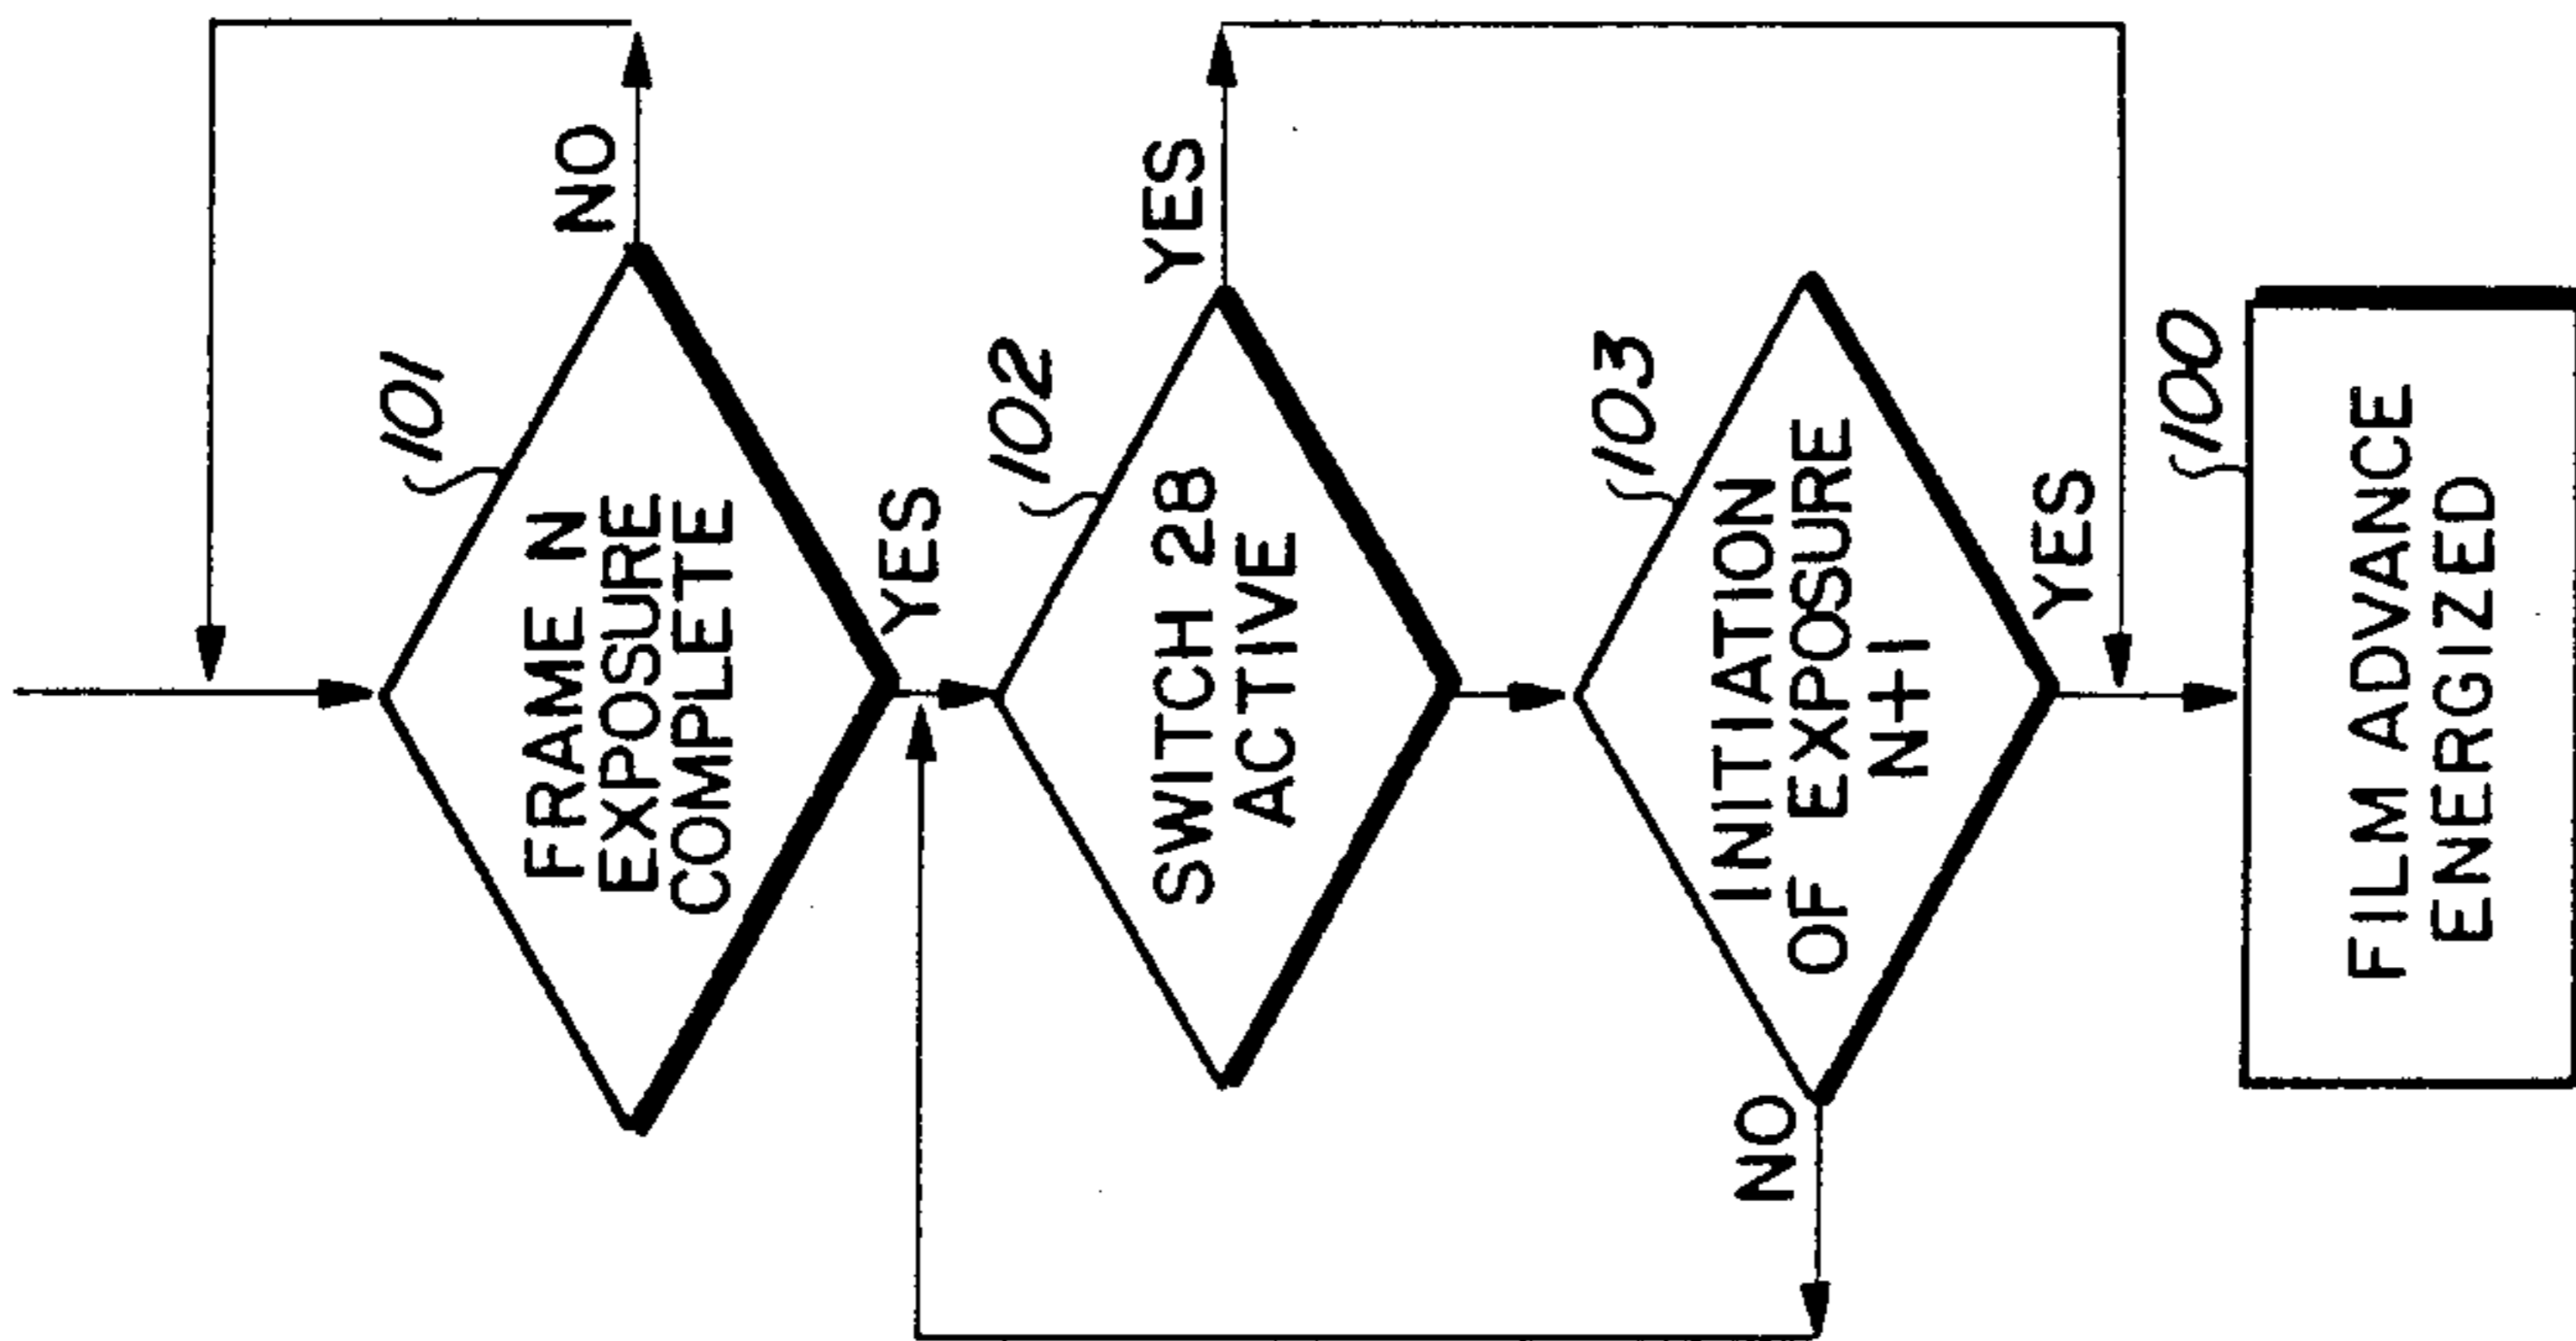 101
FRAME N
EXPOSURE
COMPLETE
NO
YES
102
SWITCH 28
ACTIVE
YES
103
INITIATION
OF EXPOSURE
N+1
NO
YES
100
FILM ADVANCE
ENERGIZED